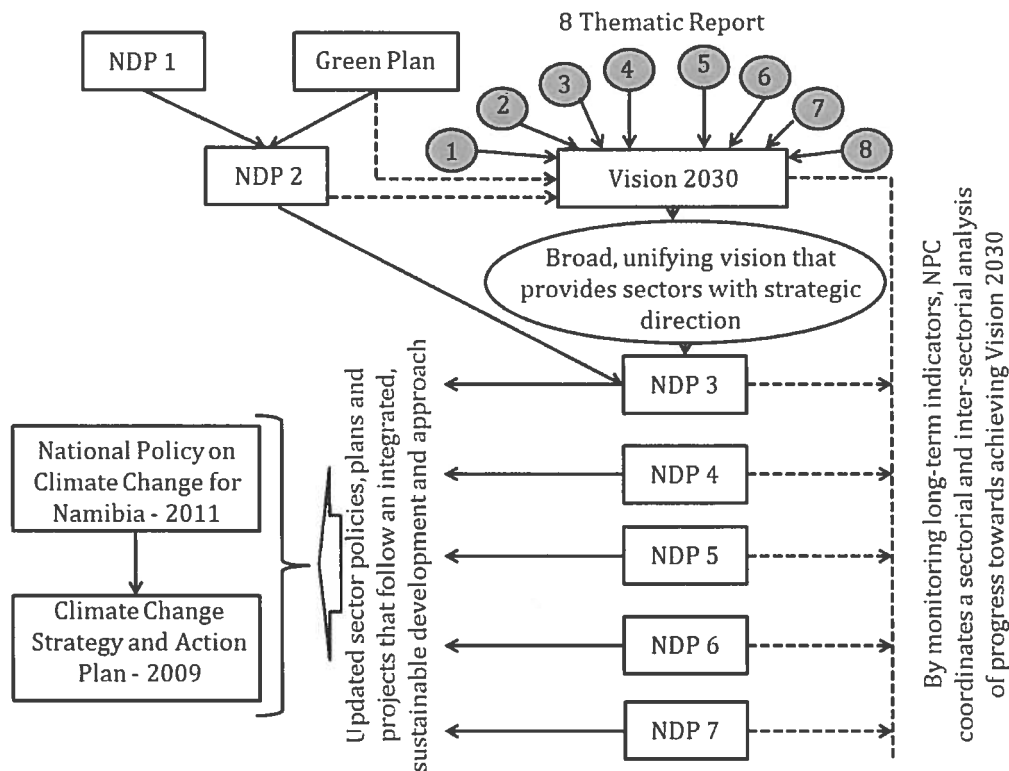 8 Thematic Report
NDP 1
Green Plan
1
2
3
4
5
6
7
8
NDP 2
Vision 2030
Broad, unifying vision that
provides sectors with strategic
direction
NDP 3
NDP 4
NDP 5
NDP 6
NDP 7
National Policy on
Climate Change for
Namibia - 2011
Climate Change
Strategy and Action
Plan - 2009
Updated sector policies, plans and
projects that follow an integrated,
sustainable development and approach
By monitoring long-term indicators, NPC
coordinates a sectorial and inter-sectorial analysis
of progress towards achieving Vision 2030